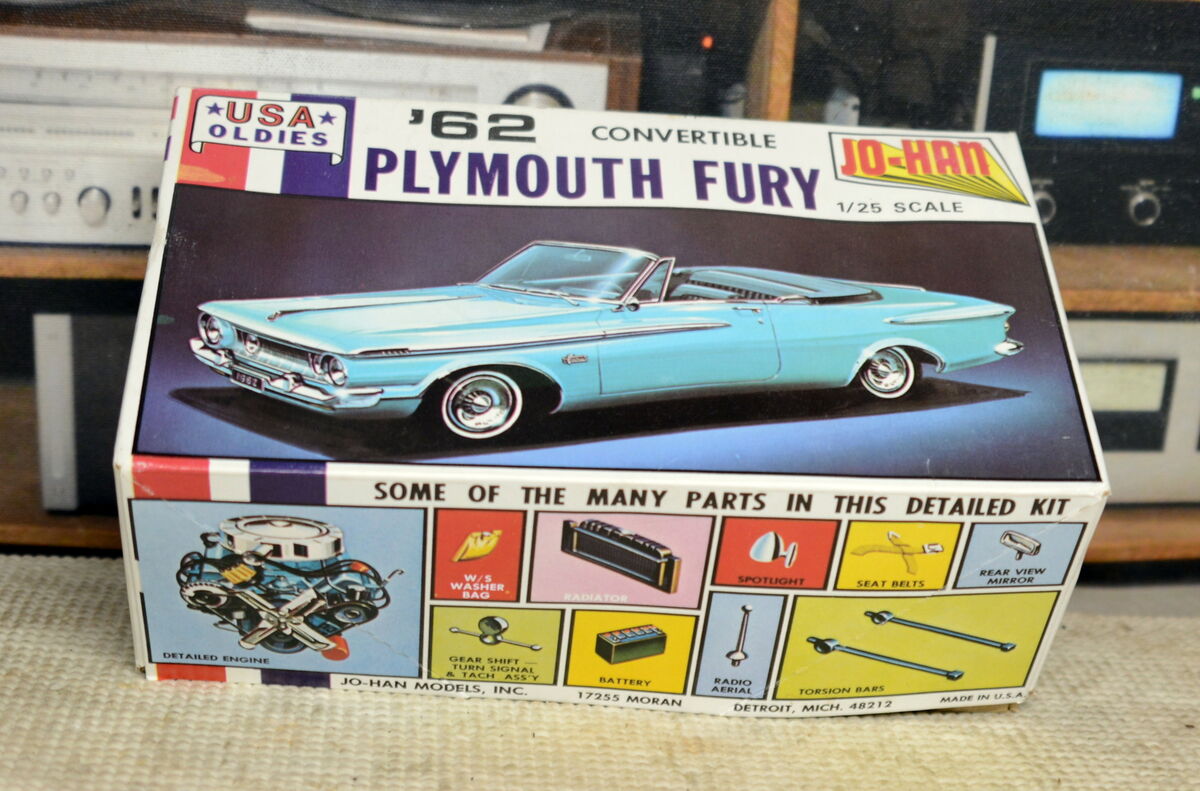 USA
OLDIES
'62 CONVERTIBLE
PLYMOUTH FURY
JO-HAN
1/25 SCALE
1962
SOME OF THE MANY PARTS IN THIS DETAILED KIT
DETAILED ENGINE
W/S
WASHER
BAG
RADIATOR
SPOTLIGHT
SEAT BELTS
REAR VIEW
MIRROR
GEAR SHIFT —
TURN SIGNAL
& TACH ASS'Y
BATTERY
RADIO
AERIAL
TORSION BARS
JO-HAN MODELS, INC. 17255 MORAN DETROIT, MICH. 48212 MADE IN U.S.A.